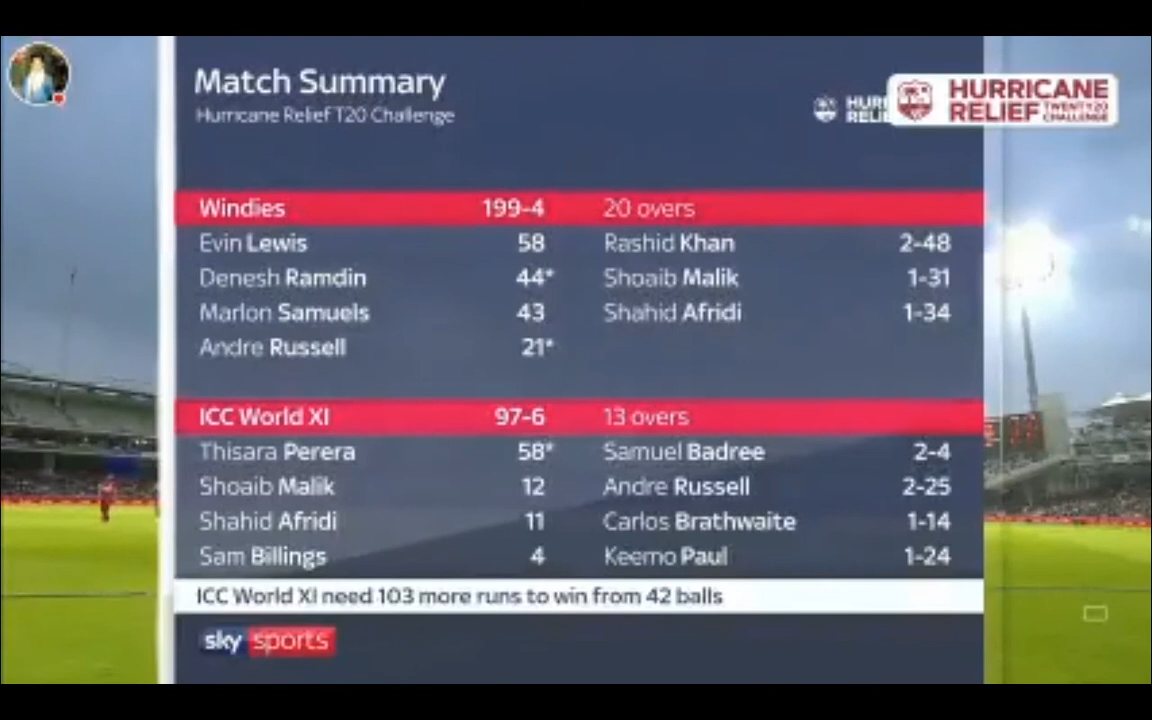 Match Summary
Hurricane Relief T20 Challenge
HURRICANE
RELIEF TWENTY20
CHALLENGE
Windies 199-4 20 overs
Evin Lewis 58 Rashid Khan 2-48
Denesh Ramdin 44* Shoaib Malik 1-31
Marlon Samuels 43 Shahid Afridi 1-34
Andre Russell 21*
ICC World XI 97-6 13 overs
Thisara Perera 58* Samuel Badree 2-4
Shoaib Malik 12 Andre Russell 2-25
Shahid Afridi 11 Carlos Brathwaite 1-14
Sam Billings 4 Keemo Paul 1-24
ICC World XI need 103 more runs to win from 42 balls
sky sports